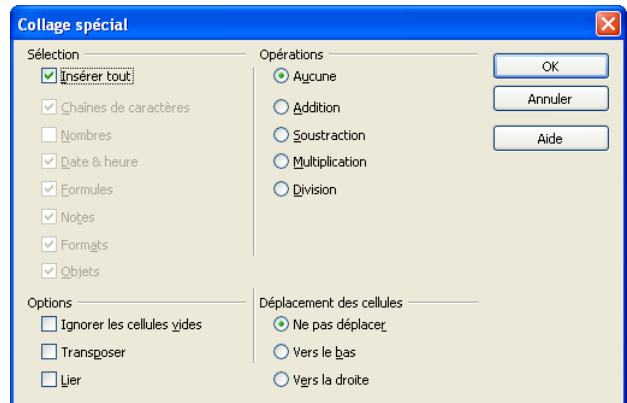 Collage spécial
Sélection
Insérer tout
Chaînes de caractères
Nombres
Date & heure
Formules
Notes
Formats
Objets
Opérations
Aucune
Addition
Soustraction
Multiplication
Division
OK
Annuler
Aide
Options
Ignorer les cellules vides
Transposer
Lier
Déplacement des cellules
Ne pas déplacer
Vers le bas
Vers la droite